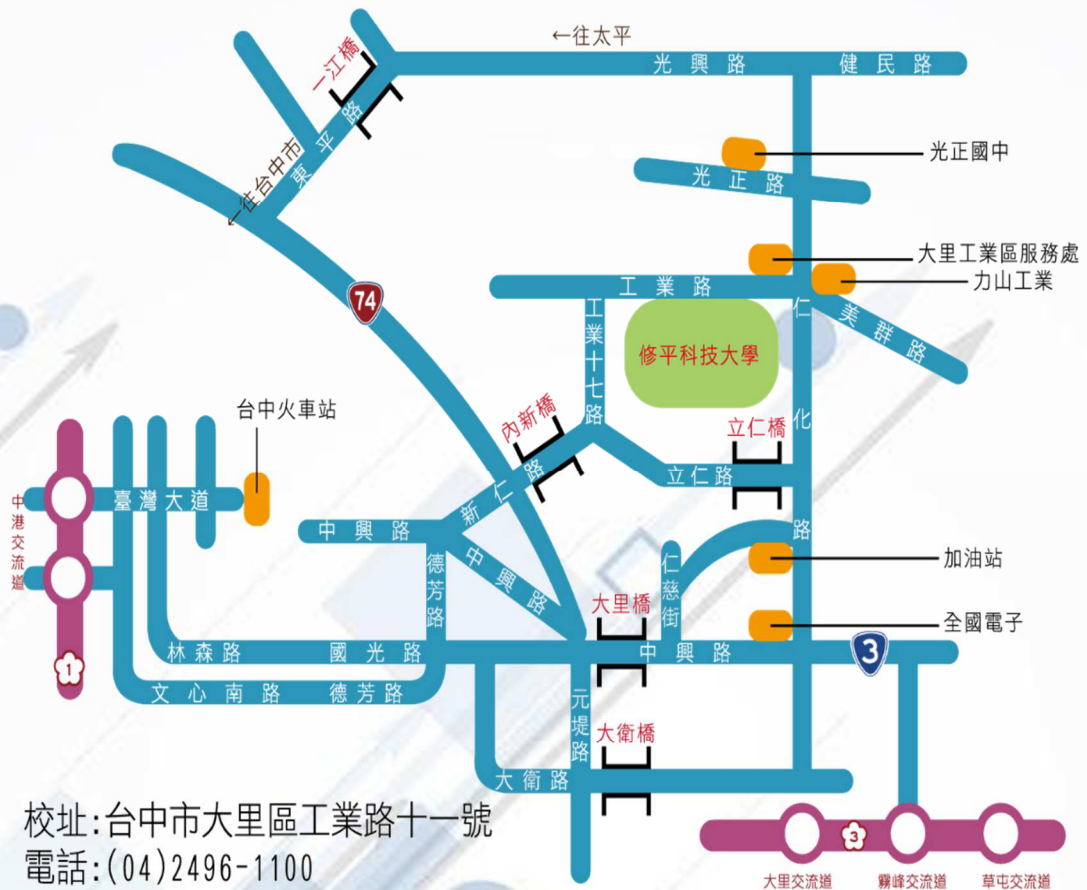 ←往太平
一江橋
光興路
健民路
東平路
←往台中市
光正國中
光正路
大里工業區服務處
力山工業
工業路
美群路
74
工業十七路
修平科技大學
仁化路
台中火車站
內新橋
立仁橋
立仁路
新仁路
中港交流道
臺灣大道
中興路
中興路
德芳路
仁慈街
加油站
大里橋
全國電子
林森路
國光路
中興路
3
1
文心南路
德芳路
元堤路
大衛橋
大衛路
校址:台中市大里區工業路十一號
電話:(04)2496-1100
3
大里交流道
霧峰交流道
草屯交流道